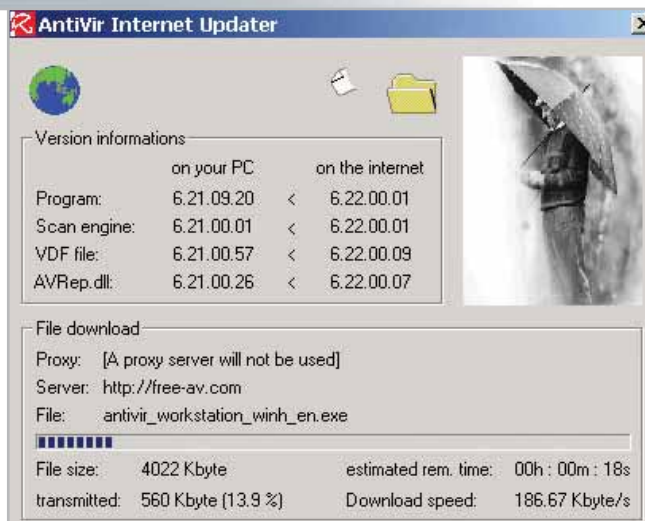 AntiVir Internet Updater
Version informations
on your PC on the internet
Program: 6.21.09.20 < 6.22.00.01
Scan engine: 6.21.00.01 < 6.22.00.01
VDF file: 6.21.00.57 < 6.22.00.09
AVRep.dll: 6.21.00.26 < 6.22.00.07
File download
Proxy: [A proxy server will not be used]
Server: http://free-av.com
File: antivir_workstation_winh_en.exe
File size: 4022 Kbyte estimated rem. time: 00h : 00m : 18s
transmitted: 560 Kbyte (13.9 %) Download speed: 186.67 Kbyte/s